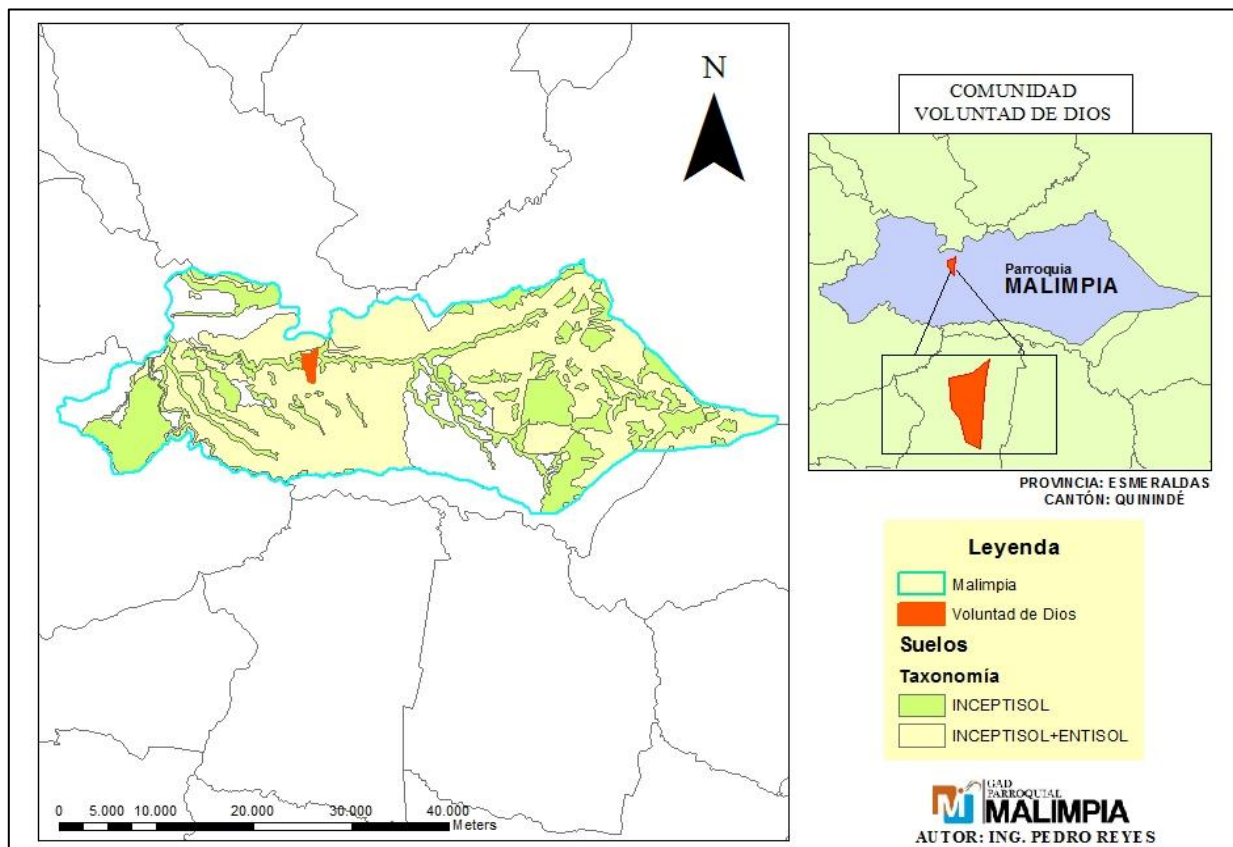 N
COMUNIDAD
VOLUNTAD DE DIOS
Parroquia
MALIMPIA
PROVINCIA: ESMERALDAS
CANTÓN: QUININDÉ
Leyenda
Malimpia
Voluntad de Dios
Suelos
Taxonomía
INCEPTISOL
INCEPTISOL+ENTISOL
0 5.000 10.000 20.000 30.000 40.000
Meters
GAD
PARROQUIAL
MALIMPIA
AUTOR: ING. PEDRO REYES